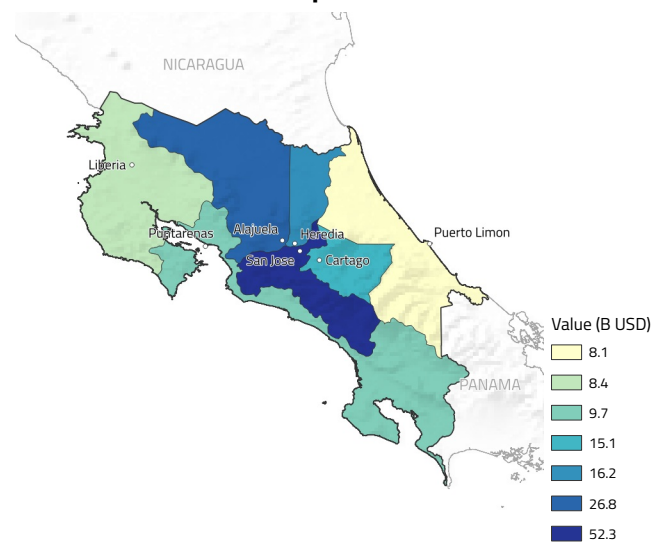 NICARAGUA
Liberia
Puntarenas
Alajuela
Heredia
Puerto Limon
San Jose
Cartago
PANAMA
Value (B USD)
8.1
8.4
9.7
15.1
16.2
26.8
52.3